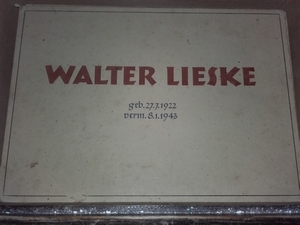 WALTER LIESKE
geb. 27.7.1922
verm. 8.1.1943